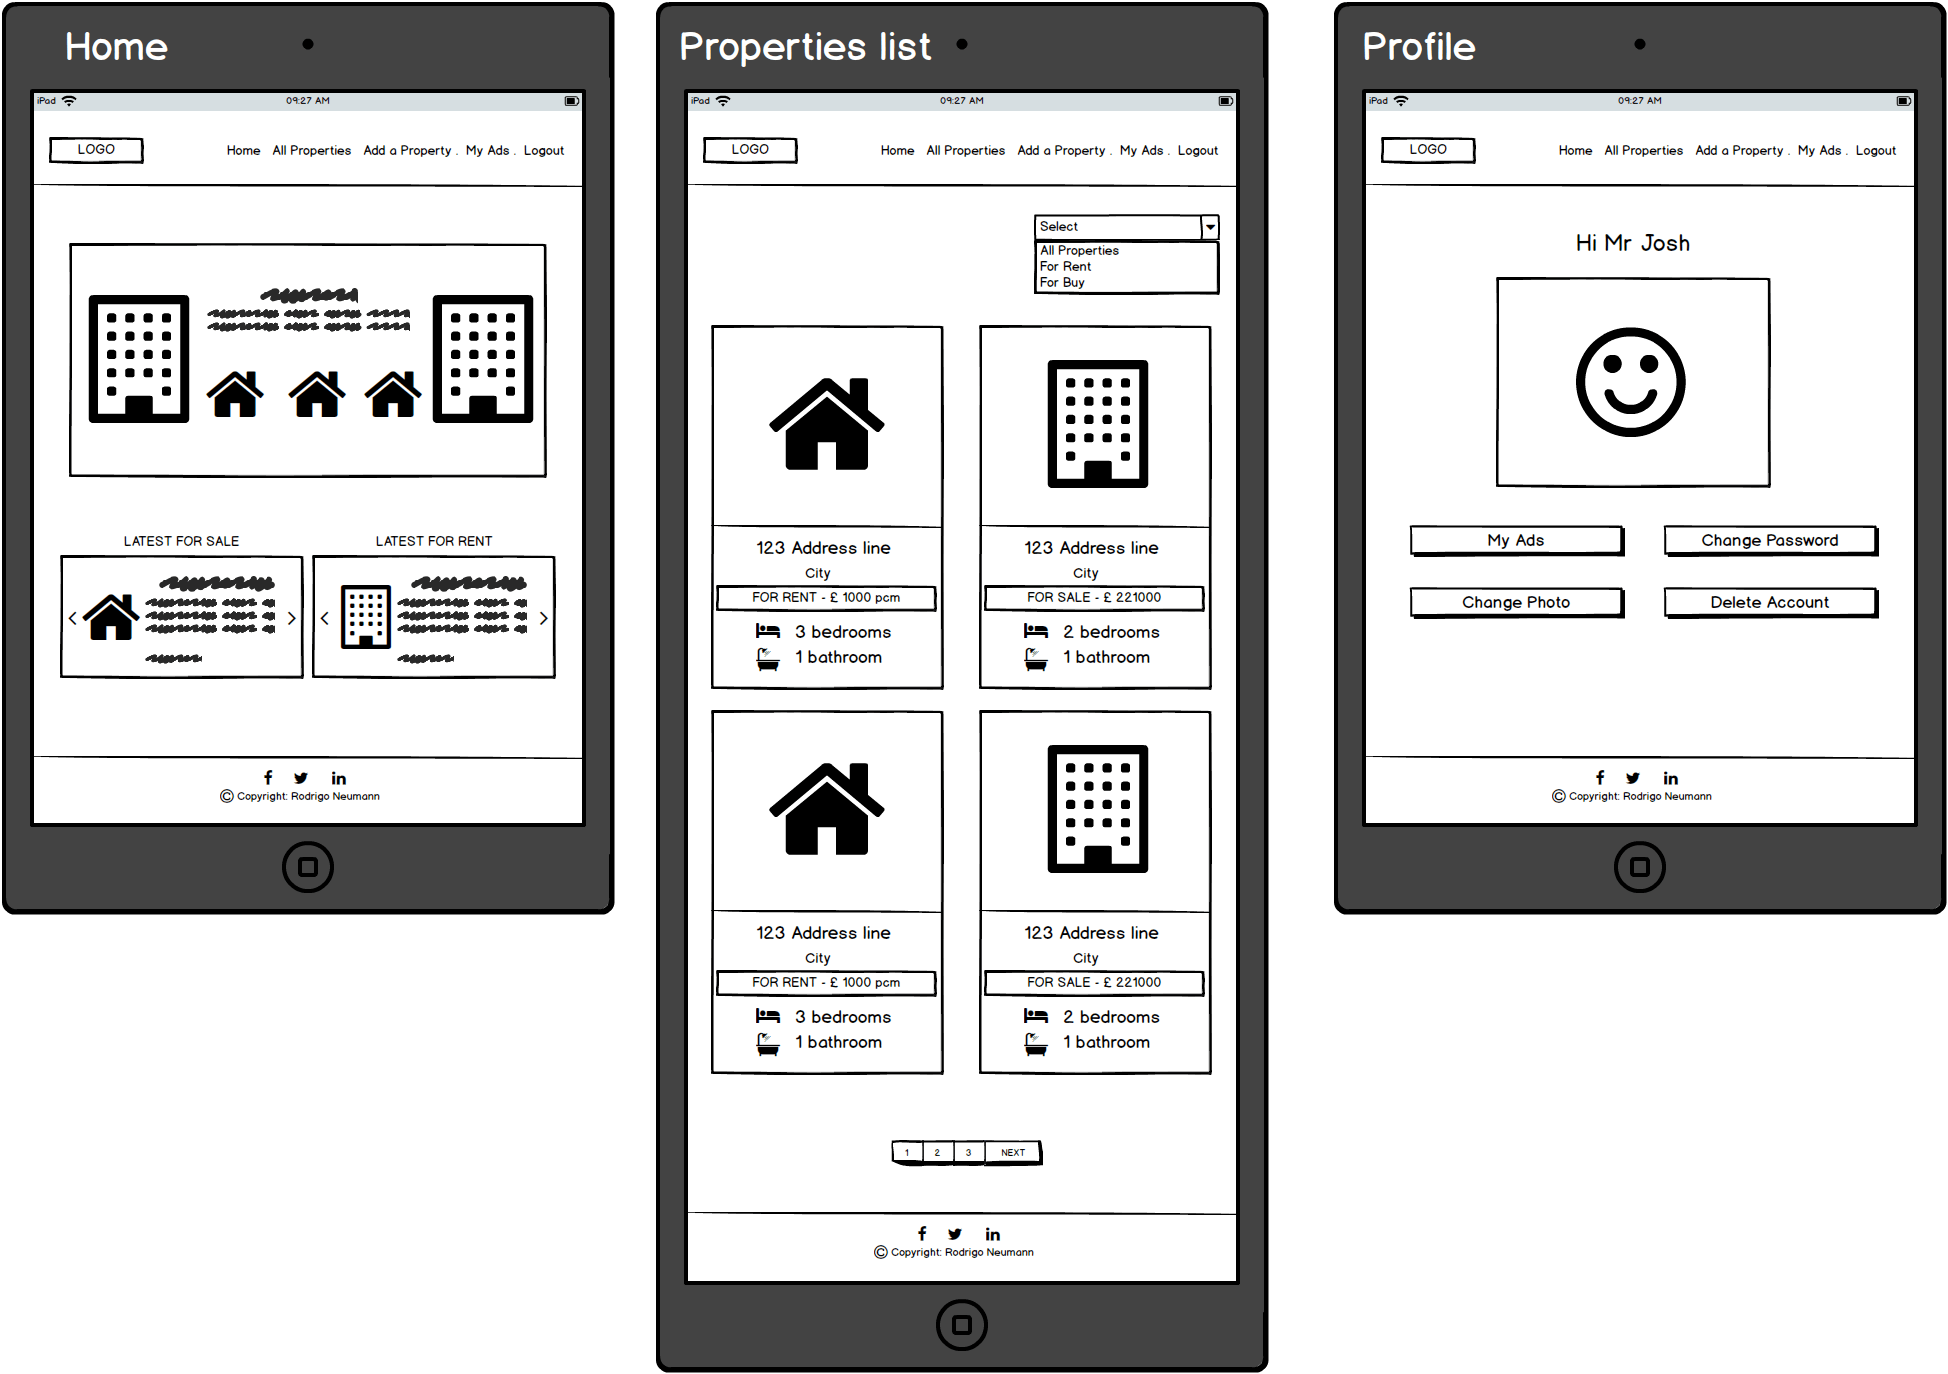 Home
iPad
09:27 AM
LOGO
Home All Properties Add a Property . My Ads . Logout
LATEST FOR SALE
LATEST FOR RENT
© Copyright: Rodrigo Neumann
Properties list
iPad
09:27 AM
LOGO
Home All Properties Add a Property . My Ads . Logout
Select
All Properties
For Rent
For Buy
123 Address line
City
FOR RENT - £ 1000 pcm
3 bedrooms
1 bathroom
123 Address line
City
FOR SALE - £ 221000
2 bedrooms
1 bathroom
123 Address line
City
FOR RENT - £ 1000 pcm
3 bedrooms
1 bathroom
123 Address line
City
FOR SALE - £ 221000
2 bedrooms
1 bathroom
1 2 3 NEXT
© Copyright: Rodrigo Neumann
Profile
iPad
09:27 AM
LOGO
Home All Properties Add a Property . My Ads . Logout
Hi Mr Josh
My Ads
Change Password
Change Photo
Delete Account
© Copyright: Rodrigo Neumann